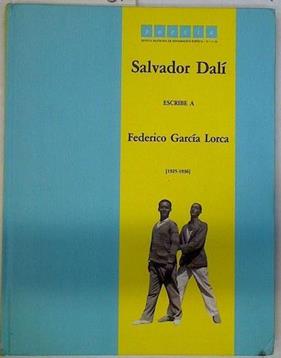 POESÍA
Salvador Dalí
ESCRIBE A
Federico García Lorca
[1925-1936]